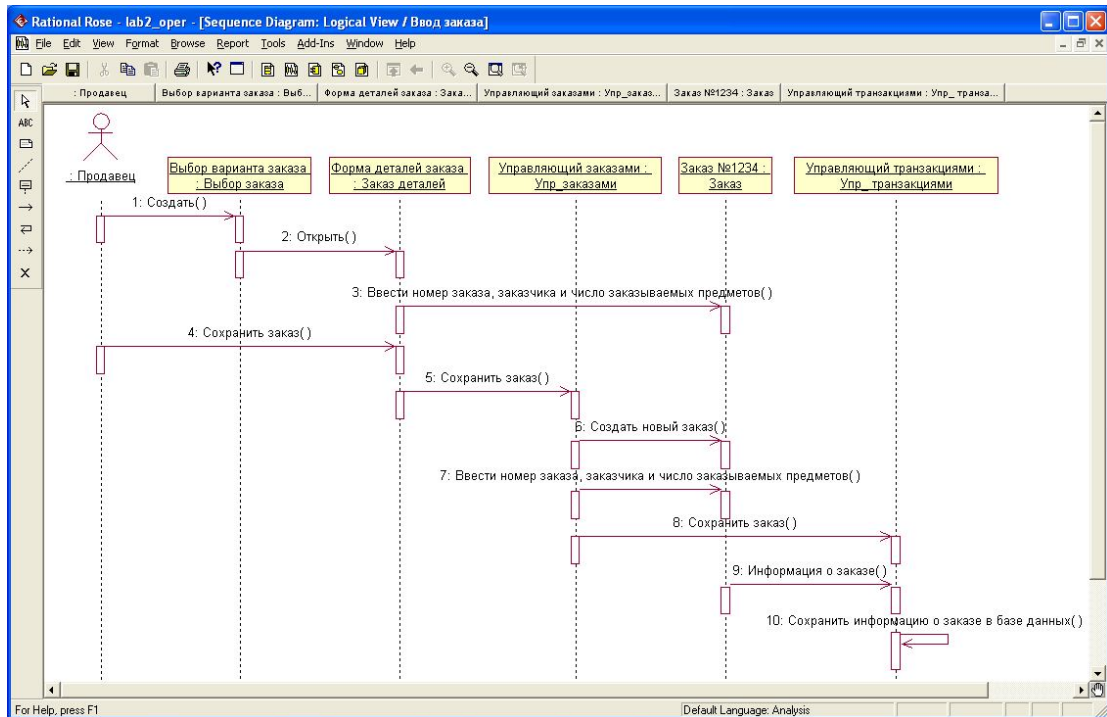 Rational Rose - lab2_oper - [Sequence Diagram: Logical View / Ввод заказа]
File Edit View Format Browse Report Tools Add-Ins Window Help
: Продавец
Выбор варианта заказа : Выб...
Форма деталей заказа : Зака...
Управляющий заказами : Упр_заказ...
Заказ №1234 : Заказ
Управляющий транзакциями : Упр_ транза...
ABC
: Продавец
Выбор варианта заказа
: Выбор заказа
Форма деталей заказа
: Заказ деталей
Управляющий заказами :
Упр_заказами
Заказ №1234 :
Заказ
Управляющий транзакциями :
Упр_ транзакциями
1: Создать( )
2: Открыть( )
3: Ввести номер заказа, заказчика и число заказываемых предметов( )
4: Сохранить заказ( )
5: Сохранить заказ( )
6: Создать новый заказ( )
7: Ввести номер заказа, заказчика и число заказываемых предметов( )
8: Сохранить заказ( )
9: Информация о заказе( )
10: Сохранить информацию о заказе в базе данных( )
For Help, press F1
Default Language: Analysis